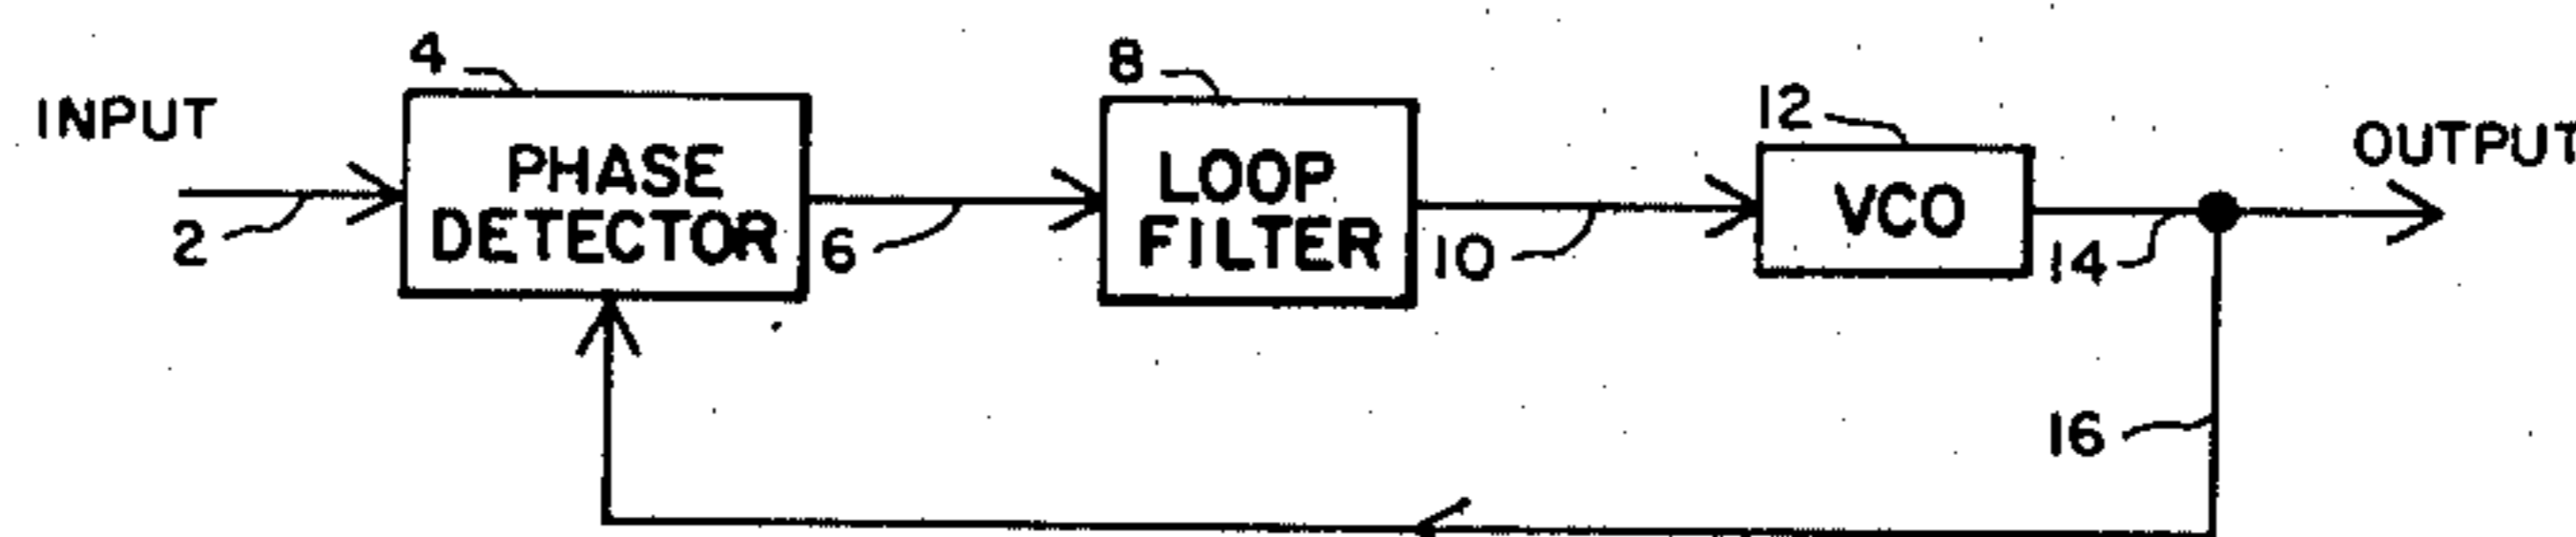 INPUT
2
4
PHASE
DETECTOR
6
8
LOOP
FILTER
10
12
VCO
14
OUTPUT
16